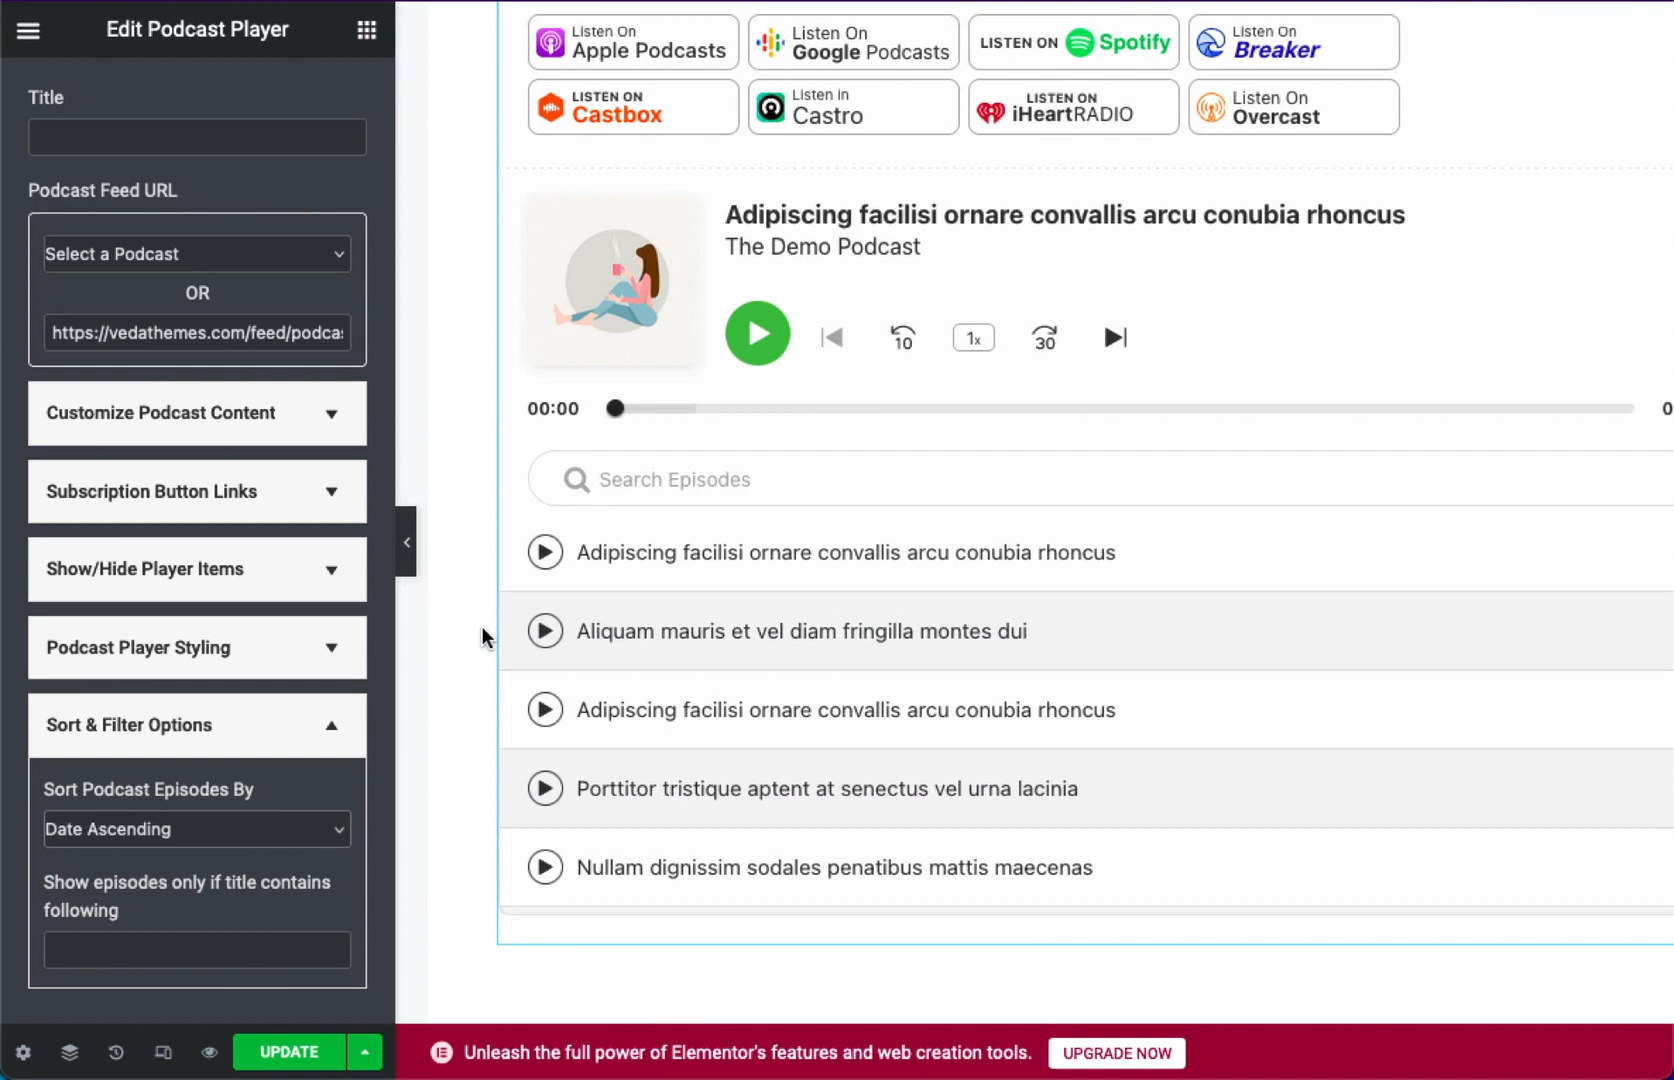 Edit Podcast Player
Title
Podcast Feed URL
Select a Podcast
OR
https://vedathemes.com/feed/podca
Customize Podcast Content
Subscription Button Links
Show/Hide Player Items
Podcast Player Styling
Sort & Filter Options
Sort Podcast Episodes By
Date Ascending
Show episodes only if title contains
following
UPDATE
Listen On
Apple Podcasts
Listen On
Google Podcasts
LISTEN ON Spotify
Listen On
Breaker
LISTEN ON
Castbox
Listen in
Castro
LISTEN ON
iHeartRADIO
Listen On
Overcast
Adipiscing facilisi ornare convallis arcu conubia rhoncus
The Demo Podcast
10
1x
30
00:00
0
Search Episodes
Adipiscing facilisi ornare convallis arcu conubia rhoncus
Aliquam mauris et vel diam fringilla montes dui
Adipiscing facilisi ornare convallis arcu conubia rhoncus
Porttitor tristique aptent at senectus vel urna lacinia
Nullam dignissim sodales penatibus mattis maecenas
Unleash the full power of Elementor's features and web creation tools.
UPGRADE NOW